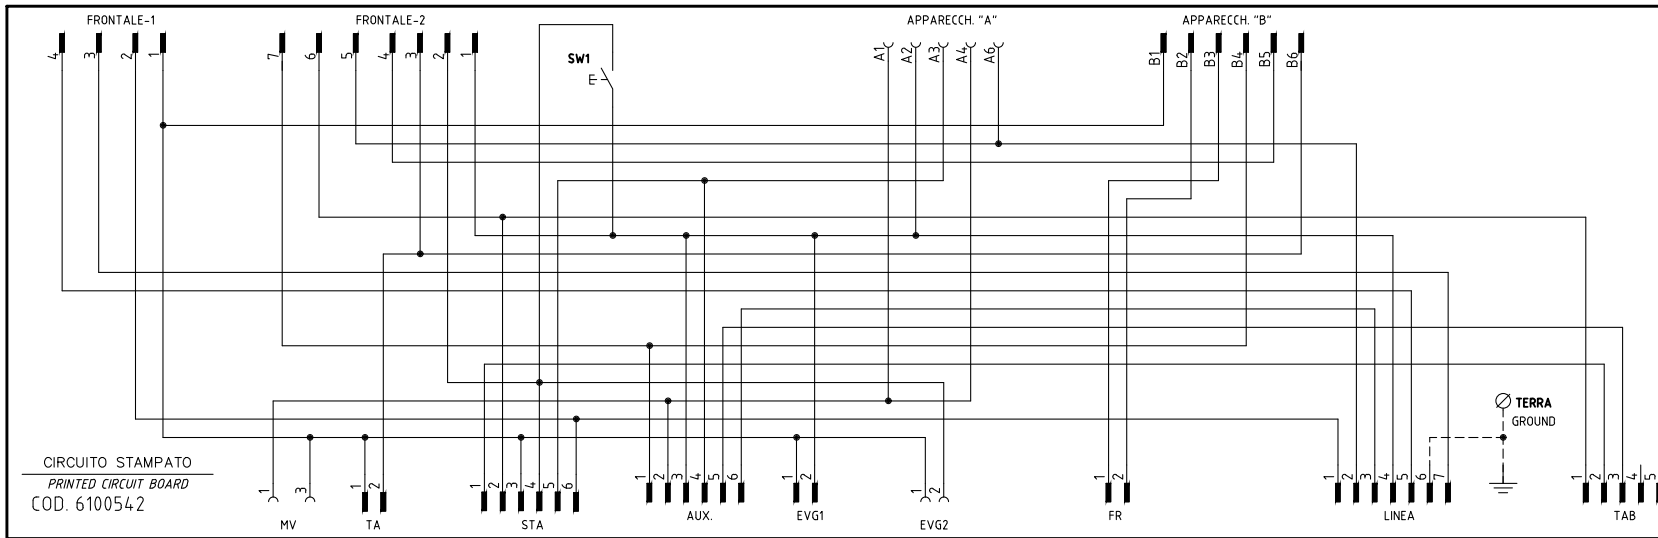 FRONTALE-1 FRONTALE-2 APPARECCH. "A" APPARECCH. "B"
4 3 2 1 7 6 5 4 3 2 1 A1 A2 A3 A4 A6 B1 B2 B3 B4 B5 B6
SW1
E
TERRA
GROUND
CIRCUITO STAMPATO
PRINTED CIRCUIT BOARD
COD. 6100542
1 3 1 2 1 2 3 4 5 6 1 2 3 4 5 6 1 2 1 2 1 2 1 2 3 4 5 6 7 1 2 3 4 5
MV TA STA AUX. EVG1 EVG2 FR LINEA TAB